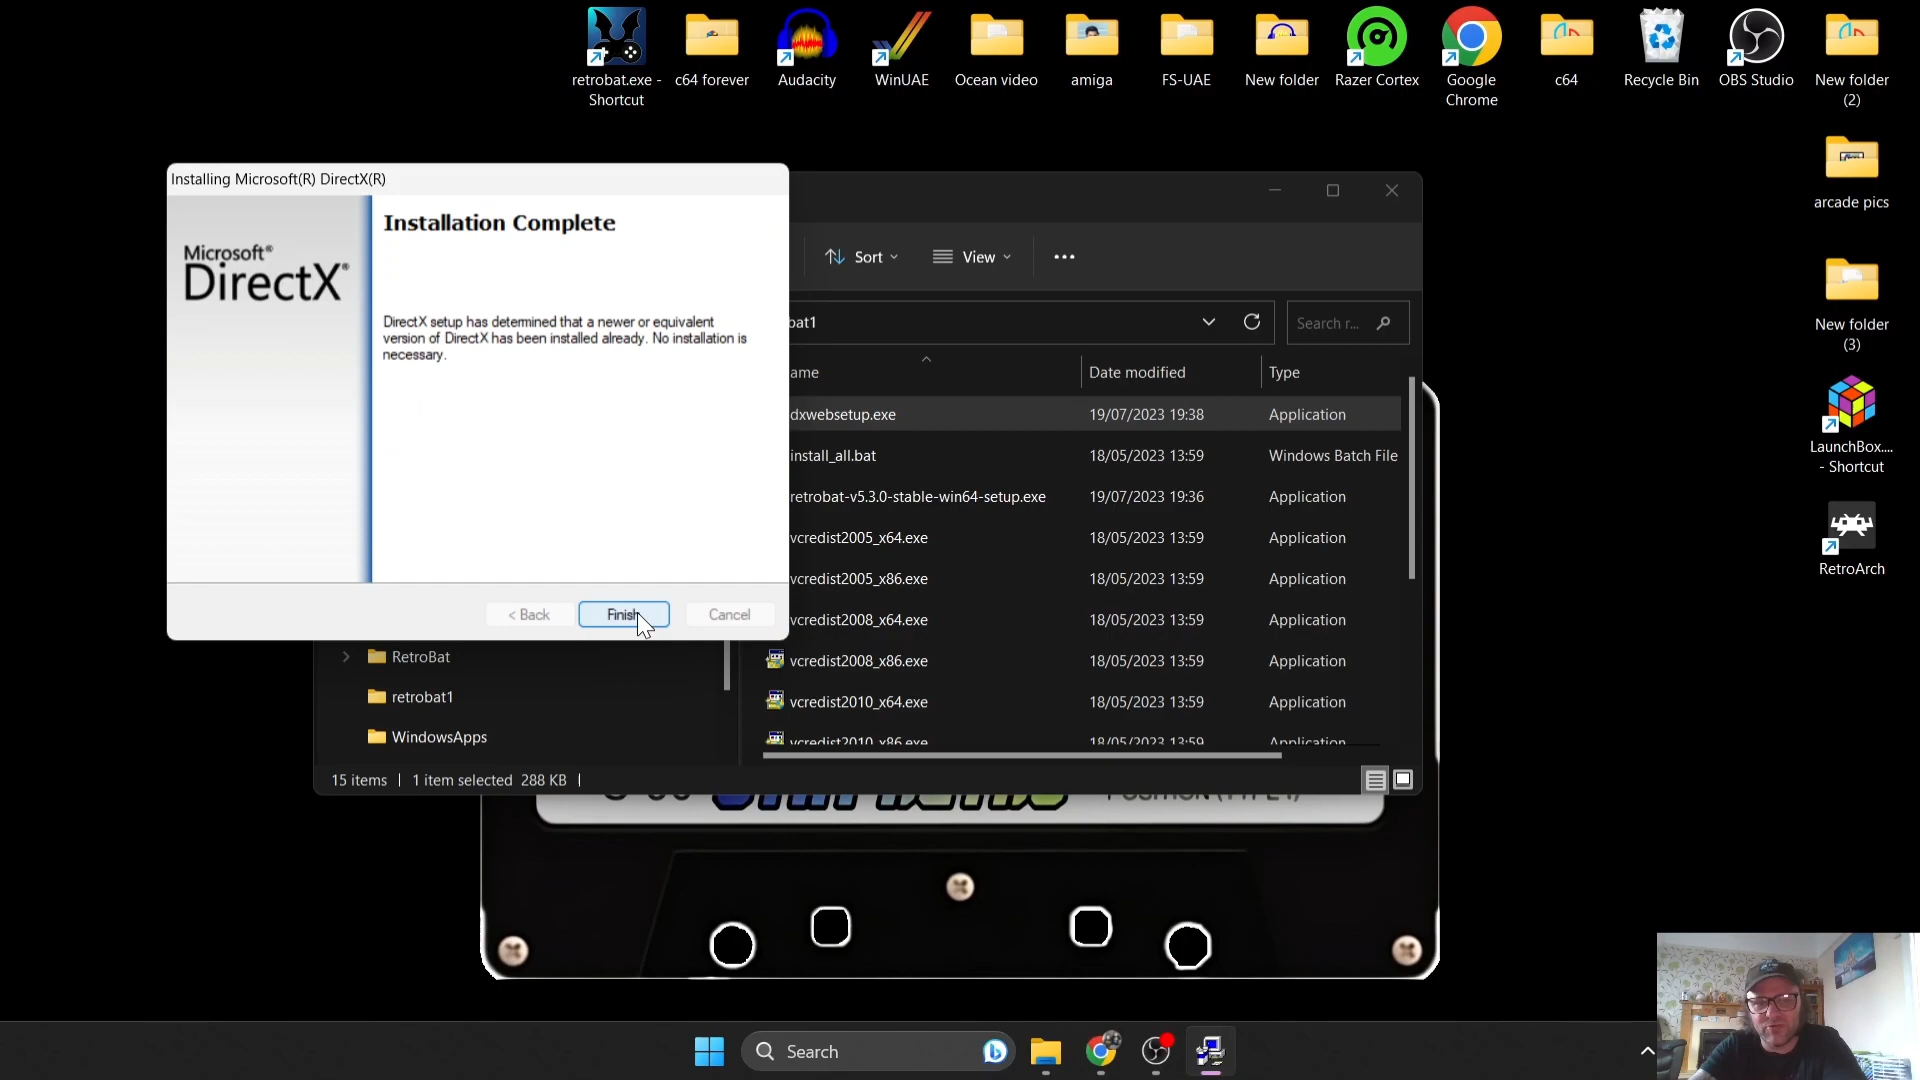 retrobat.exe -
Shortcut
c64 forever
Audacity
WinUAE
Ocean video
amiga
FS-UAE
New folder
Razer Cortex
Google
Chrome
c64
Recycle Bin
OBS Studio
New folder
(2)
arcade pics
New folder
(3)
LaunchBox....
- Shortcut
RetroArch
Installing Microsoft(R) DirectX(R)
Microsoft®
DirectX®
Installation Complete
DirectX setup has determined that a newer or equivalent
version of DirectX has been installed already. No installation is
necessary.
< Back
Finish
Cancel
Sort
View
bat1
Search r...
ame
Date modified
Type
dxwebsetup.exe 19/07/2023 19:38 Application
install_all.bat 18/05/2023 13:59 Windows Batch File
retrobat-v5.3.0-stable-win64-setup.exe 19/07/2023 19:36 Application
vcredist2005_x64.exe 18/05/2023 13:59 Application
vcredist2005_x86.exe 18/05/2023 13:59 Application
vcredist2008_x64.exe 18/05/2023 13:59 Application
vcredist2008_x86.exe 18/05/2023 13:59 Application
vcredist2010_x64.exe 18/05/2023 13:59 Application
vcredist2010_x86.exe 18/05/2023 13:59 Application
RetroBat
retrobat1
WindowsApps
15 items
1 item selected 288 KB
Search